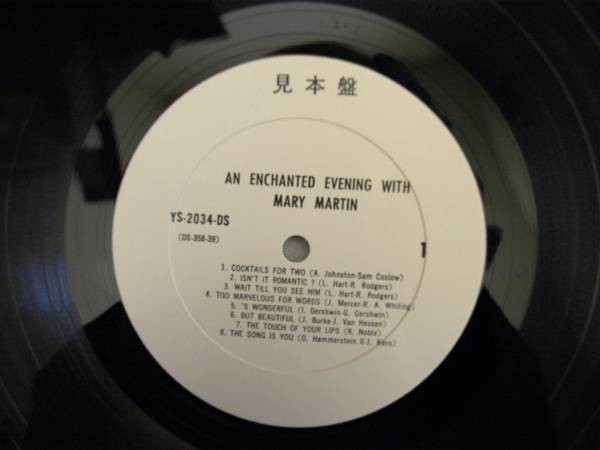 見本盤
AN ENCHANTED EVENING WITH
MARY MARTIN
YS-2034-DS
(DS-358-39)
1
1. COCKTAILS FOR TWO (A. Johnston-Sam Coslow)
2. ISN'T IT ROMANTIC ? (L. Hart-R. Rodgers)
3. WAIT TILL YOU SEE HIM (L. Hart-R. Rodgers)
4. TOO MARVELOUS FOR WORDS (J. Mercer-R. A. Whiting)
5. 'S WONDERFUL (I. Gershwin-G. Gershwin)
6. BUT BEAUTIFUL (J. Burke-J. Van Heusen)
7. THE TOUCH OF YOUR LIPS (R. Noble)
8. THE SONG IS YOU (O. Hammerstein II-J. Kern)